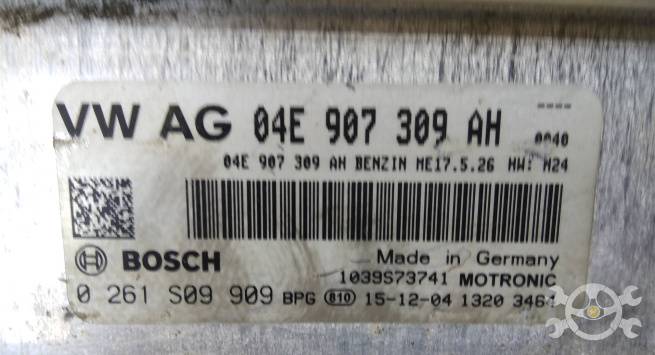 ----
VW AG 04E 907 309 AH 0040
04E 907 309 AH BENZIN ME17.5.26 HW: H24
BOSCH Made in Germany
1039S73741 MOTRONIC
0 261 S09 909 BPG 810 15-12-04 1320 3461